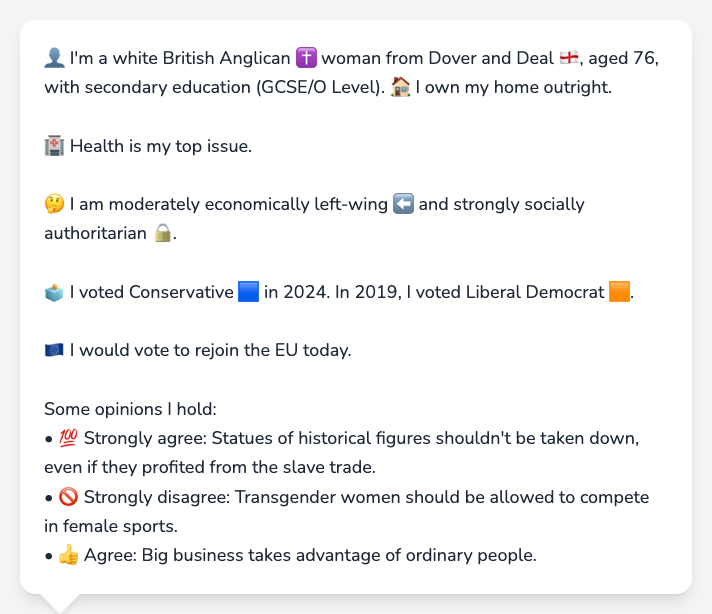 👤 I'm a white British Anglican ✝️ woman from Dover and Deal 🏴󠁧󠁢󠁥󠁮󠁧󠁿, aged 76,
with secondary education (GCSE/O Level). 🏠 I own my home outright.
🏥 Health is my top issue.
🤔 I am moderately economically left-wing ⬅️ and strongly socially
authoritarian 🔒.
🗳️ I voted Conservative 🟦 in 2024. In 2019, I voted Liberal Democrat 🟧.
🇪🇺 I would vote to rejoin the EU today.
Some opinions I hold:
• 💯 Strongly agree: Statues of historical figures shouldn't be taken down,
even if they profited from the slave trade.
• 🚫 Strongly disagree: Transgender women should be allowed to compete
in female sports.
• 👍 Agree: Big business takes advantage of ordinary people.